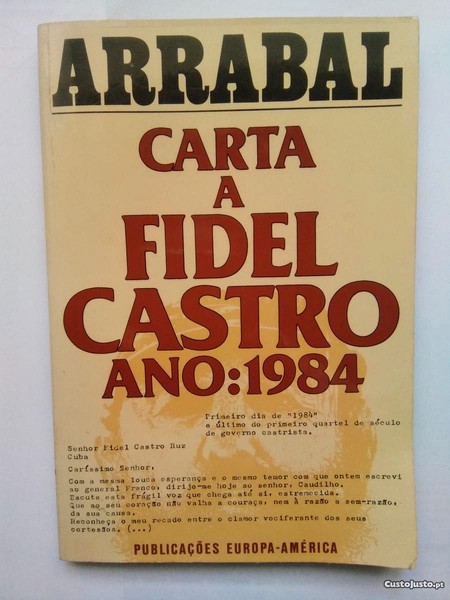 ARRABAL
CARTA
A
FIDEL
CASTRO
ANO:1984
Primeiro dia de "1984"
e último do primeiro quartel de século
de governo castrista.
Senhor Fidel Castro Ruz
Cuba
Caríssimo Senhor:
Com a mesma louca esperança e o mesmo temor com que ontem escrevi
ao general Franco, dirijo-me hoje ao senhor, Caudilho.
Escute esta frágil voz que chega até si, estremecida.
Que ao seu coração não valha a couraça, nem à razão a sem-razão,
da sua causa.
Reconheça o meu recado entre o clamor vociferante dos seus
cortesãos. (...)
PUBLICAÇÕES EUROPA-AMÉRICA
CustoJusto.pt